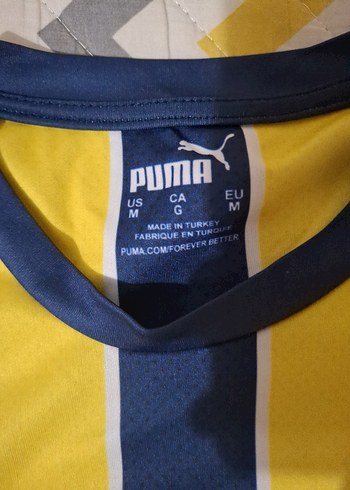 PUMA
US CA EU
M G M
MADE IN TURKEY
FABRIQUE EN TURQUIE
PUMA.COM/FOREVER BETTER